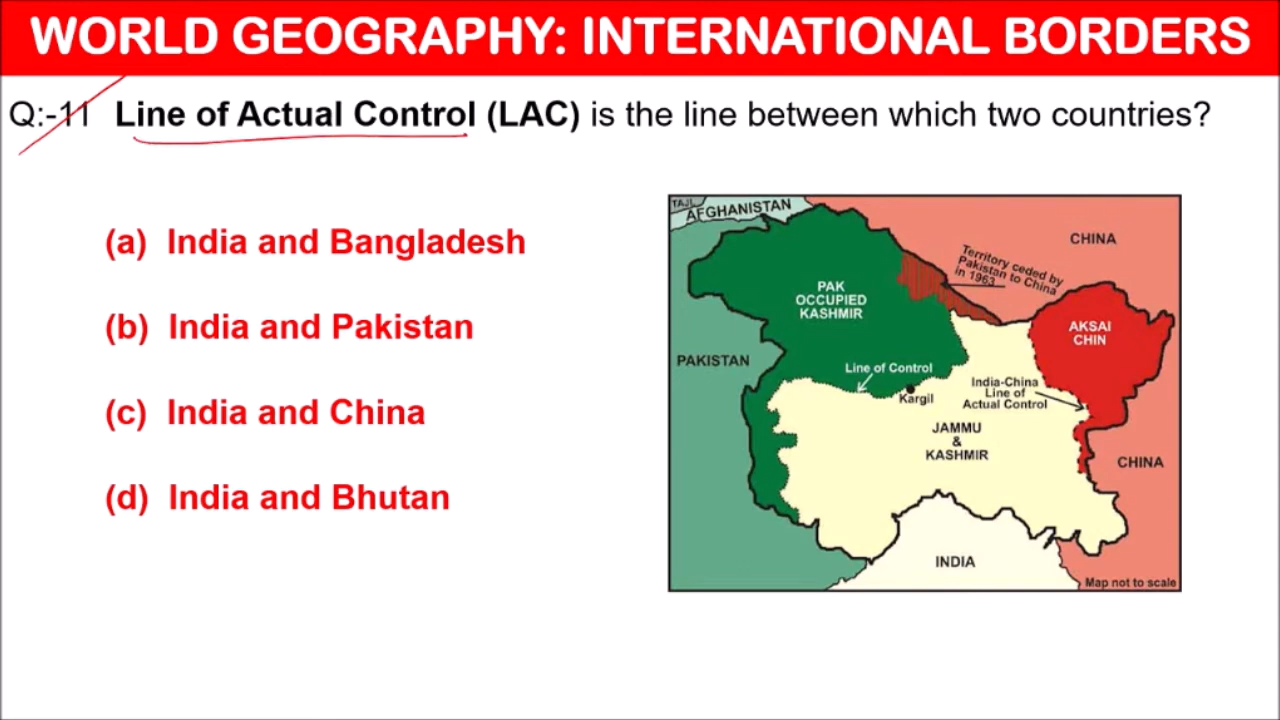 WORLD GEOGRAPHY: INTERNATIONAL BORDERS
Q:-11 Line of Actual Control (LAC) is the line between which two countries?
(a) India and Bangladesh
(b) India and Pakistan
(c) India and China
(d) India and Bhutan
TAJI.
AFGHANISTAN
CHINA
Territory ceded by
Pakistan to China
in 1963
PAK
OCCUPIED
KASHMIR
AKSAI
CHIN
PAKISTAN
Line of Control
Kargil
India-China
Line of
Actual Control
JAMMU
&
KASHMIR
CHINA
INDIA
Map not to scale